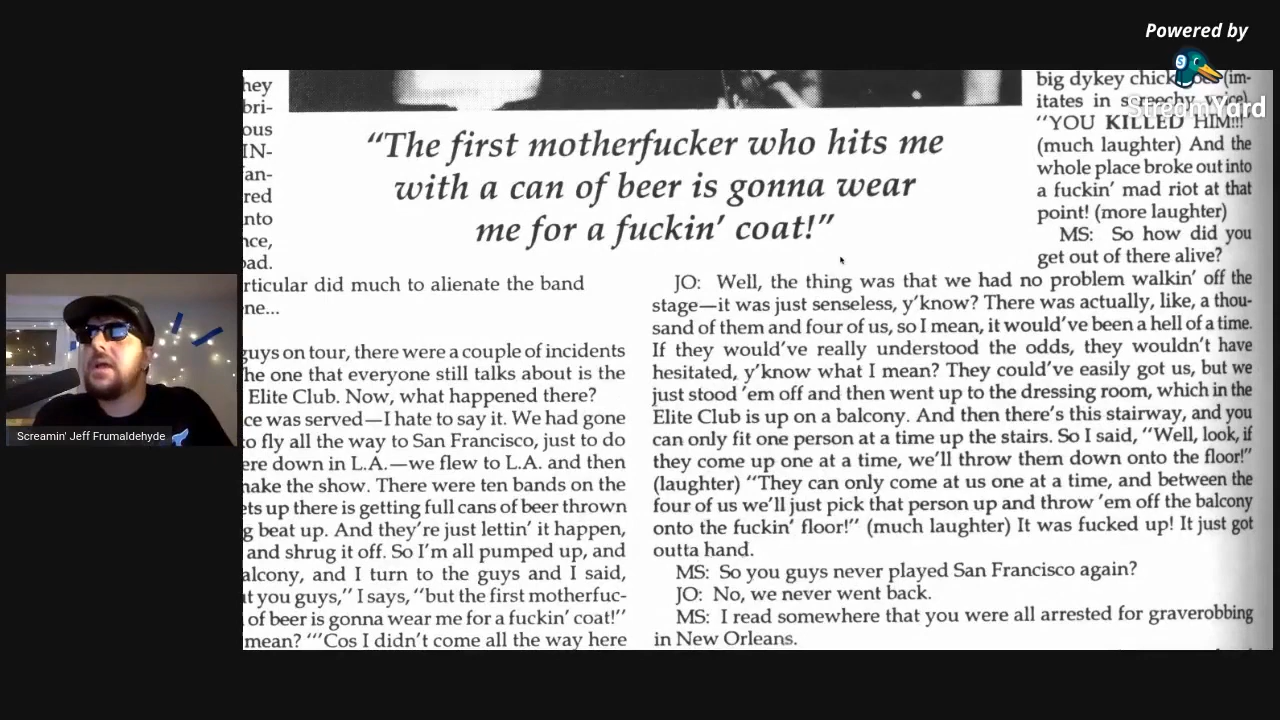 Powered by
StreamYard
hey
bri-
ous
IN-
an-
red
nto
nce,
oad.
"The first motherfucker who hits me
with a can of beer is gonna wear
me for a fuckin' coat!"
rticular did much to alienate the band
ne...
guys on tour, there were a couple of incidents
he one that everyone still talks about is the
Elite Club. Now, what happened there?
ce was served—I hate to say it. We had gone
o fly all the way to San Francisco, just to do
ere down in L.A.—we flew to L.A. and then
make the show. There were ten bands on the
ets up there is getting full cans of beer thrown
g beat up. And they're just lettin' it happen,
and shrug it off. So I'm all pumped up, and
alcony, and I turn to the guys and I said,
t you guys," I says, "but the first motherfuc-
of beer is gonna wear me for a fuckin' coat!"
mean? "'Cos I didn't come all the way here
big dykey chick (im-
itates in screechy voice)
"YOU KILLED HIM!!!"
(much laughter) And the
whole place broke out into
a fuckin' mad riot at that
point! (more laughter)
MS: So how did you
get out of there alive?
JO: Well, the thing was that we had no problem walkin' off the
stage—it was just senseless, y'know? There was actually, like, a thou-
sand of them and four of us, so I mean, it would've been a hell of a time.
If they would've really understood the odds, they wouldn't have
hesitated, y'know what I mean? They could've easily got us, but we
just stood 'em off and then went up to the dressing room, which in the
Elite Club is up on a balcony. And then there's this stairway, and you
can only fit one person at a time up the stairs. So I said, "Well, look, if
they come up one at a time, we'll throw them down onto the floor!"
(laughter) "They can only come at us one at a time, and between the
four of us we'll just pick that person up and throw 'em off the balcony
onto the fuckin' floor!" (much laughter) It was fucked up! It just got
outta hand.
MS: So you guys never played San Francisco again?
JO: No, we never went back.
MS: I read somewhere that you were all arrested for graverobbing
in New Orleans.
Screamin' Jeff Frumaldehyde